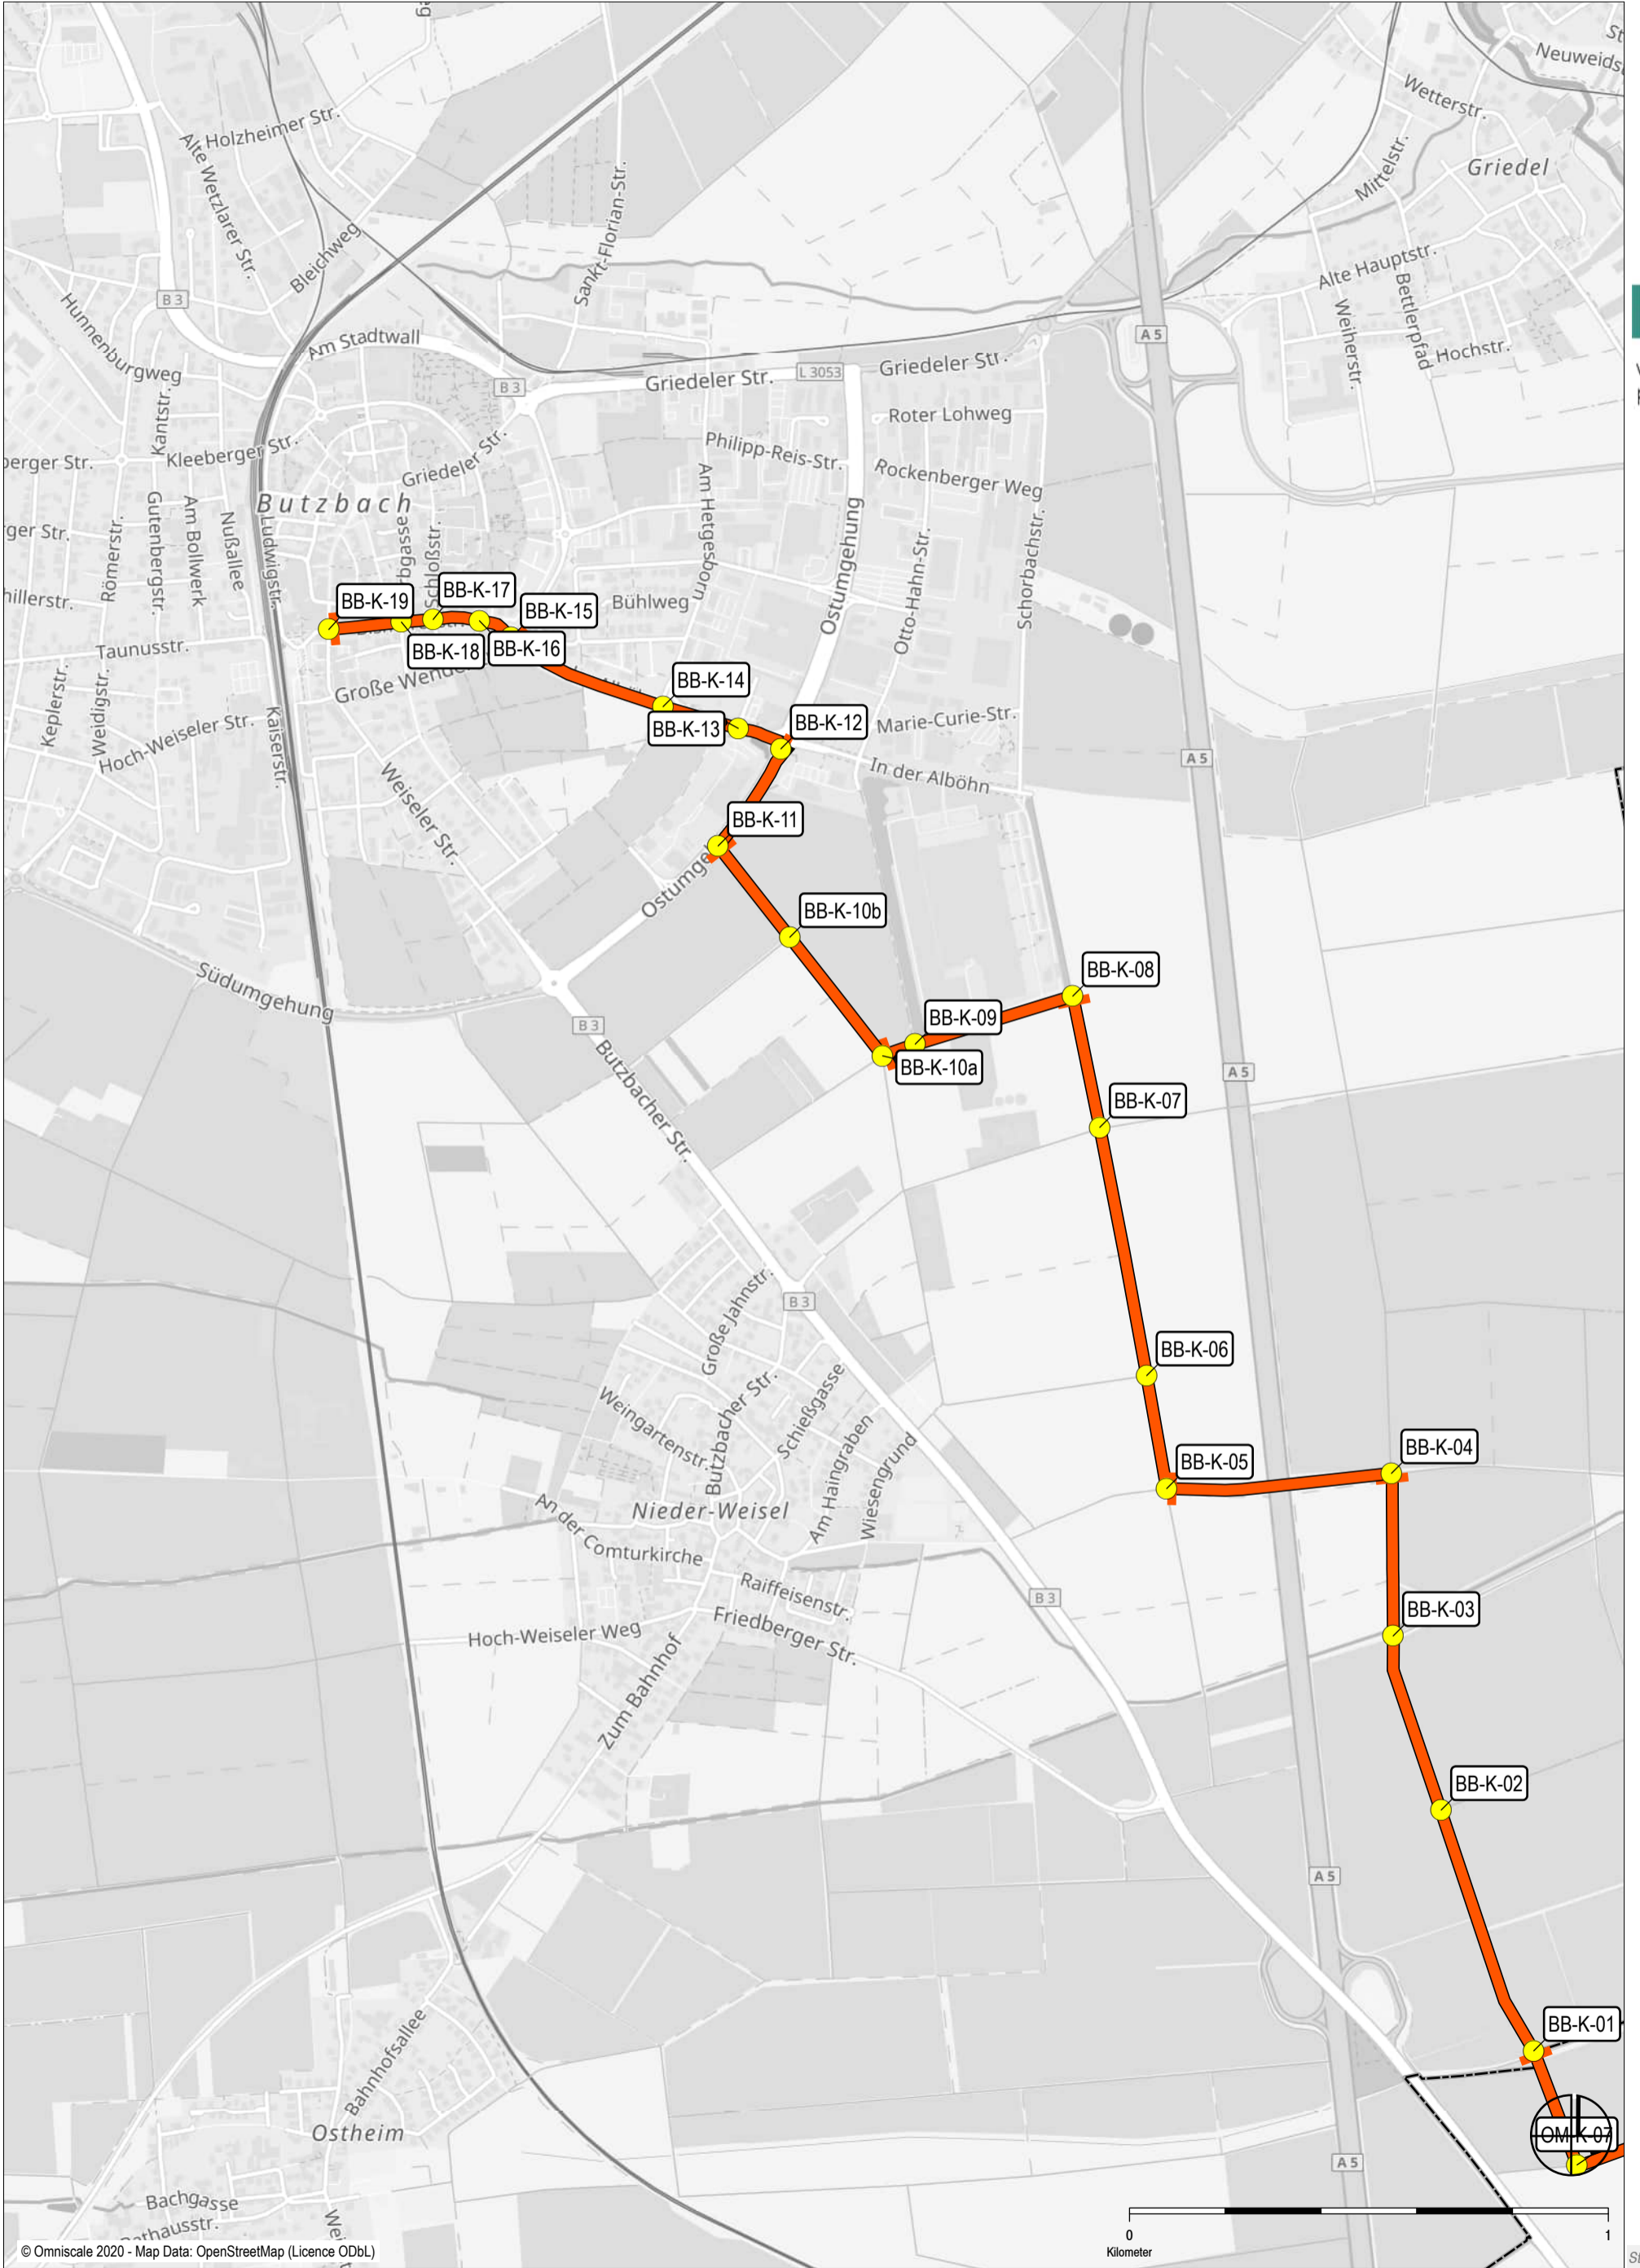 Neuweids
Wetterstr.
Holzheimer Str.
Alte Wetzlarer Str.
Mittelstr.
Griedel
Sankt-Florian-Str.
Bleichweg
Alte Hauptstr.
Bettlerpfad
Weiherstr.
Hochstr.
B 3
Hunnenburgweg
Am Stadtwall
A 5
B 3
Griedeler Str.
L 3053
Griedeler Str.
Kantstr.
Roter Lohweg
Philipp-Reis-Str.
Kleeberger Str.
Griedeler Str.
berger Str.
Rockenberger Weg
Am Hetgesborn
Butzbach
Gutenbergstr.
Am Bollwerk
Nußallee
Ludwigstr.
Römerstr.
rger Str.
Schloßstr.
Ostumgehung
Otto-Hahn-Str.
Schorbachstr.
hillerstr.
BB-K-19
BB-K-17
BB-K-15
Bühlweg
BB-K-18
BB-K-16
Taunusstr.
Keplerstr.
Weidigstr.
Große Wende
BB-K-14
BB-K-13
BB-K-12
Marie-Curie-Str.
Hoch-Weiseler Str.
Kaiserstr.
A 5
In der Alböhn
Weiseler Str.
BB-K-11
Ostumge
BB-K-10b
Südumgehung
BB-K-08
B 3
BB-K-09
BB-K-10a
A 5
Butzbacher Str.
BB-K-07
B 3
Große Jahnstr.
BB-K-06
Weingartenstr.
Butzbacher Str.
Schießgasse
Am Haingraben
Wiesengrund
BB-K-04
BB-K-05
Nieder-Weisel
An der Comturkirche
Raiffeisenstr.
B 3
BB-K-03
Friedberger Str.
Hoch-Weiseler Weg
Zum Bahnhof
BB-K-02
A 5
BB-K-01
Bahnhofsallee
Ostheim
OM-K-07
A 5
Bachgasse
athausstr.
0
1
Kilometer
© Omniscale 2020 - Map Data: OpenStreetMap (Licence ODbL)